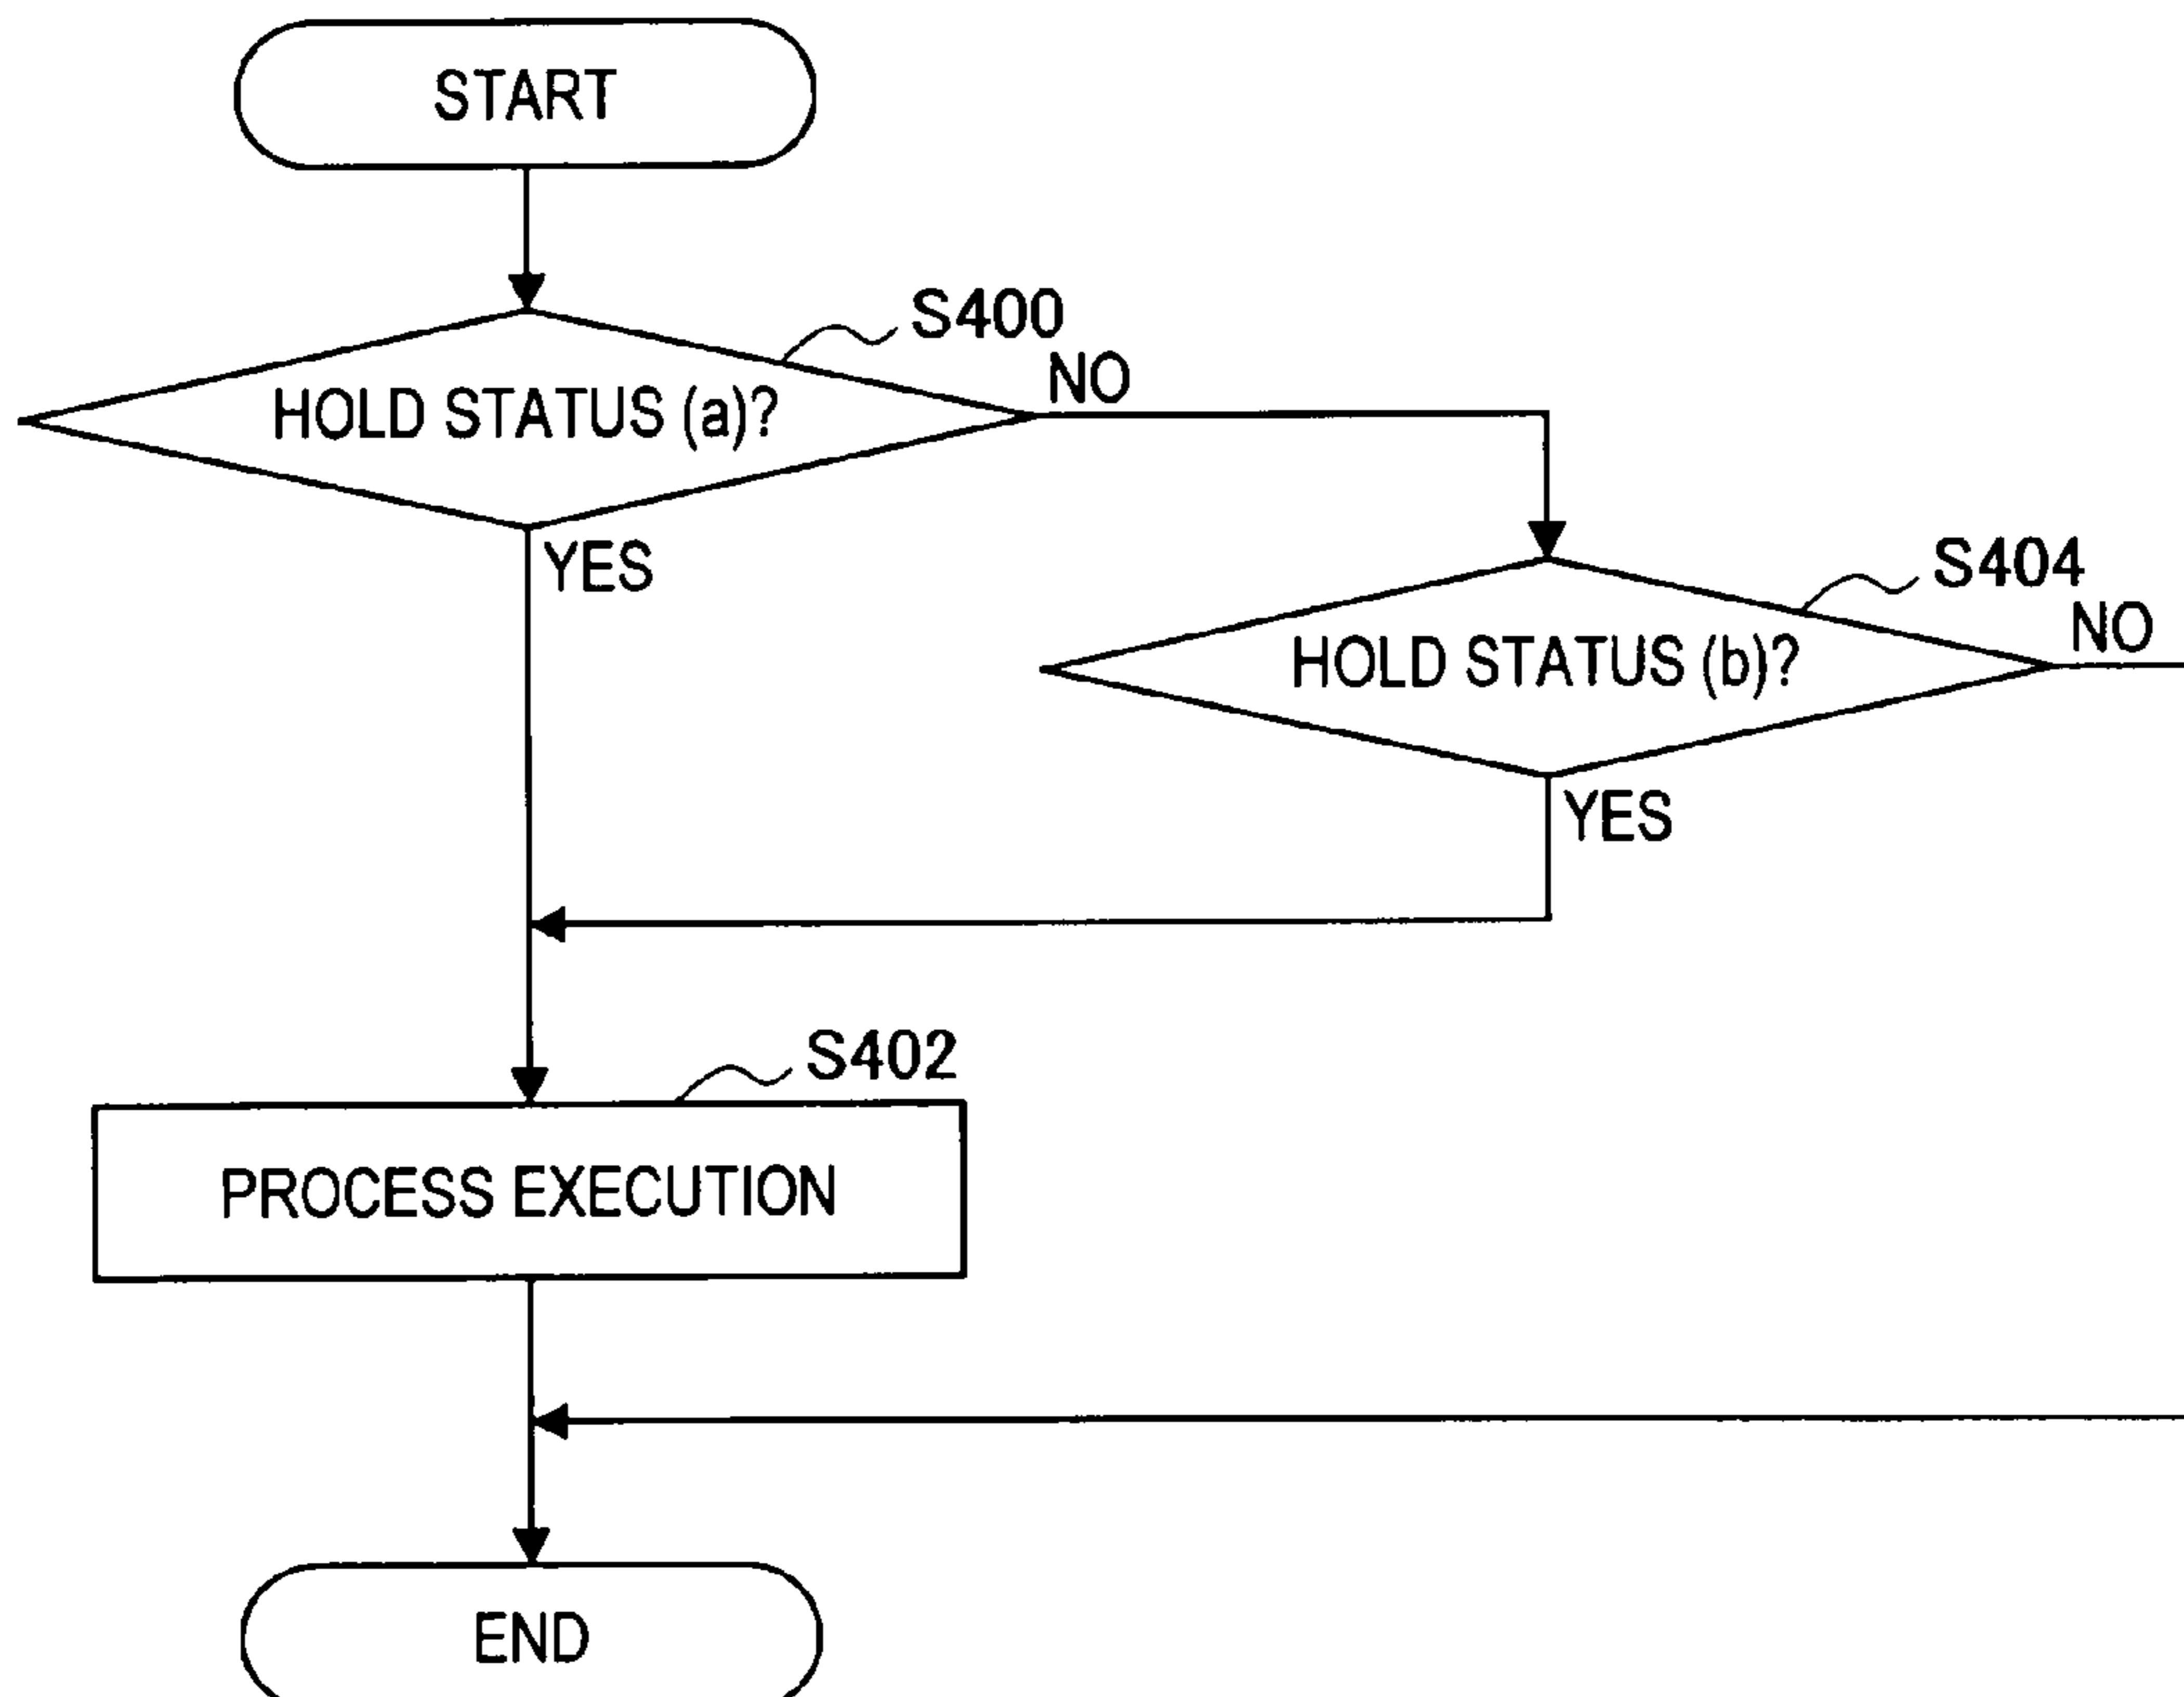 START
S400
NO
HOLD STATUS (a)?
YES
S404
NO
HOLD STATUS (b)?
YES
S402
PROCESS EXECUTION
END